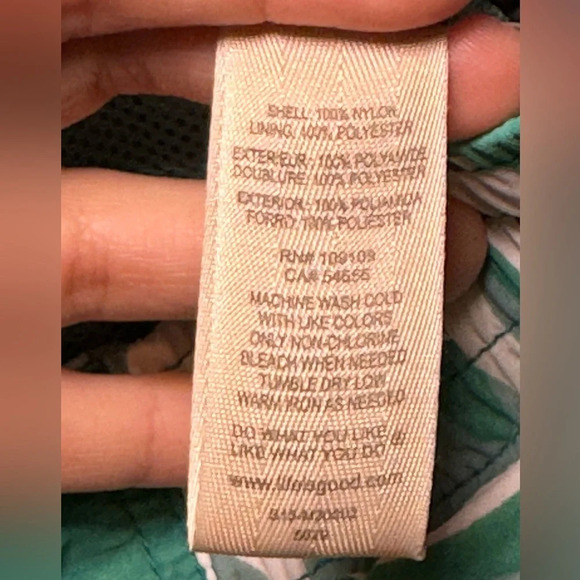 SHELL: 100% NYLON
LINING: 100% POLYESTER
EXTERIEUR: 100% POLYAMIDE
DOUBLURE: 100% POLYESTER
EXTERIOR: 100% POLIAMIDA
FORRO: 100% POLIESTER
RN# 109109
CA# 54655
MACHINE WASH COLD
WITH LIKE COLORS
ONLY NON-CHLORINE
BLEACH WHEN NEEDED
TUMBLE DRY LOW
WARM IRON AS NEEDED
DO WHAT YOU LIKE
LIKE WHAT YOU DO
www.lifeisgood.com